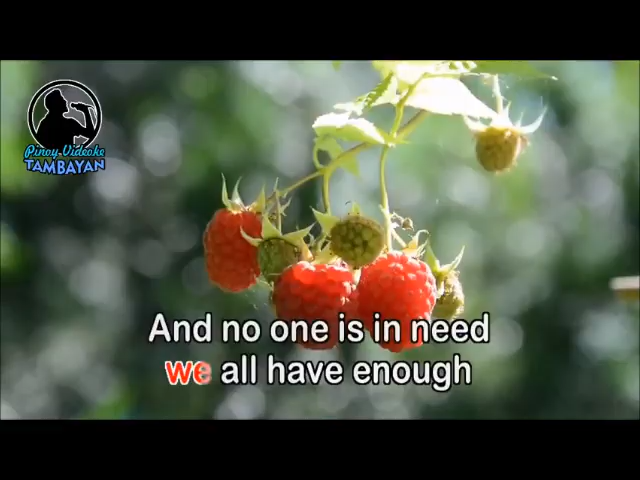 Pinoy Videoke
TAMBAYAN
And no one is in need
we all have enough